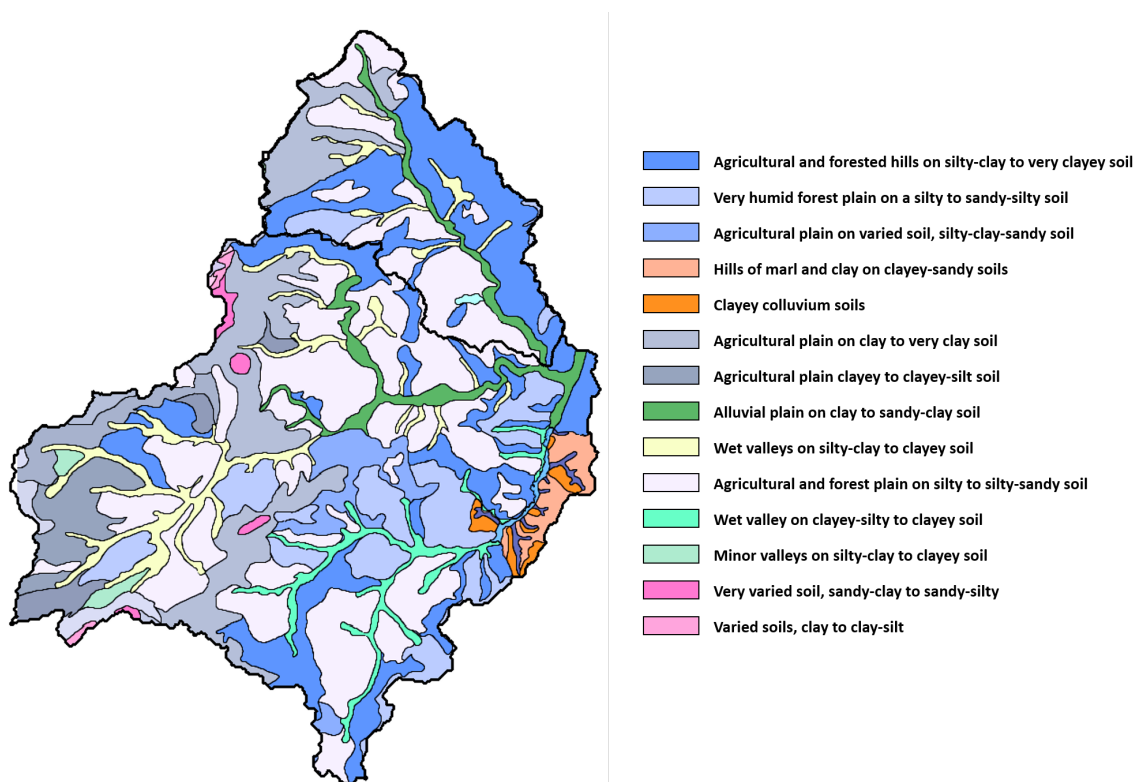 Agricultural and forested hills on silty-clay to very clayey soil
Very humid forest plain on a silty to sandy-silty soil
Agricultural plain on varied soil, silty-clay-sandy soil
Hills of marl and clay on clayey-sandy soils
Clayey colluvium soils
Agricultural plain on clay to very clay soil
Agricultural plain clayey to clayey-silt soil
Alluvial plain on clay to sandy-clay soil
Wet valleys on silty-clay to clayey soil
Agricultural and forest plain on silty to silty-sandy soil
Wet valley on clayey-silty to clayey soil
Minor valleys on silty-clay to clayey soil
Very varied soil, sandy-clay to sandy-silty
Varied soils, clay to clay-silt